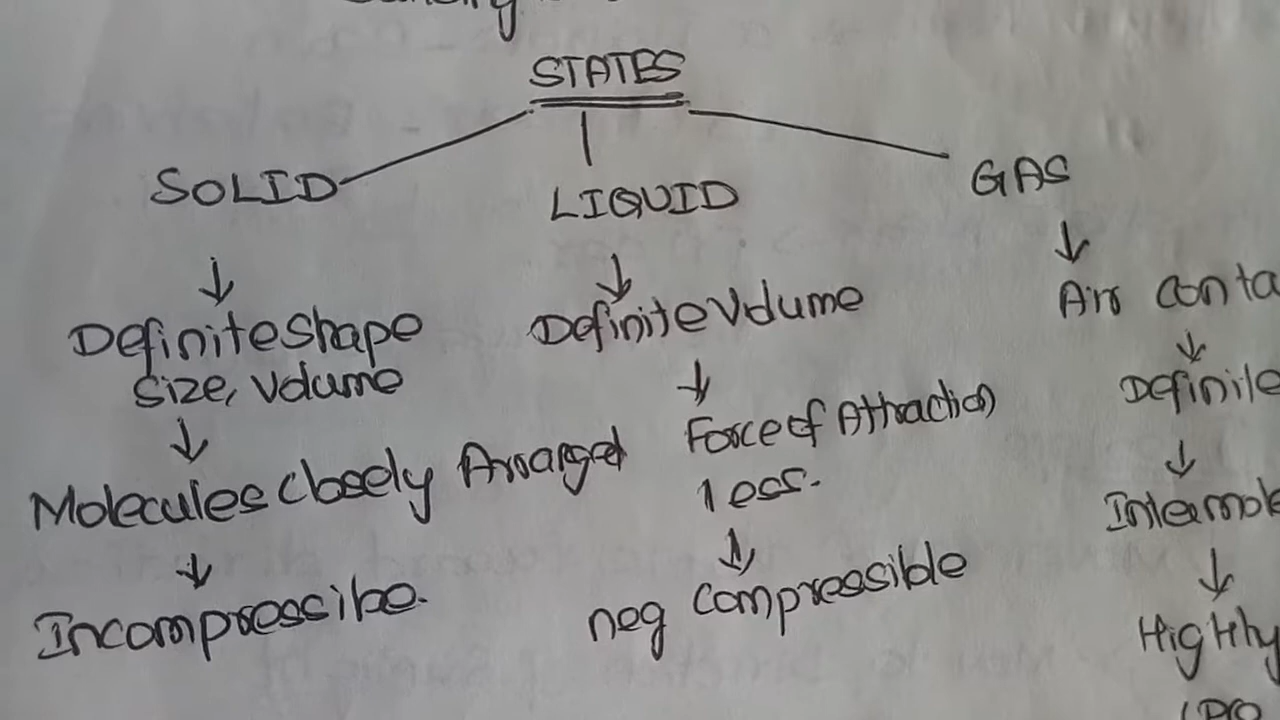 STATES
SOLID
LIQUID
GAS
Definite Shape
Size, Volume
Molecules Closely Arranged
Incompressibe.
Definite Volume
Force of Attraction
less.
neg Compressible
Air Conta
Definite
Intermole
Highly